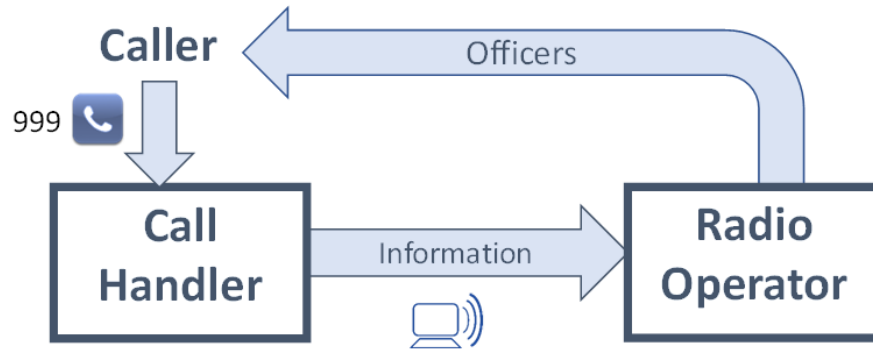 Caller
Officers
999
Call
Handler
Information
Radio
Operator